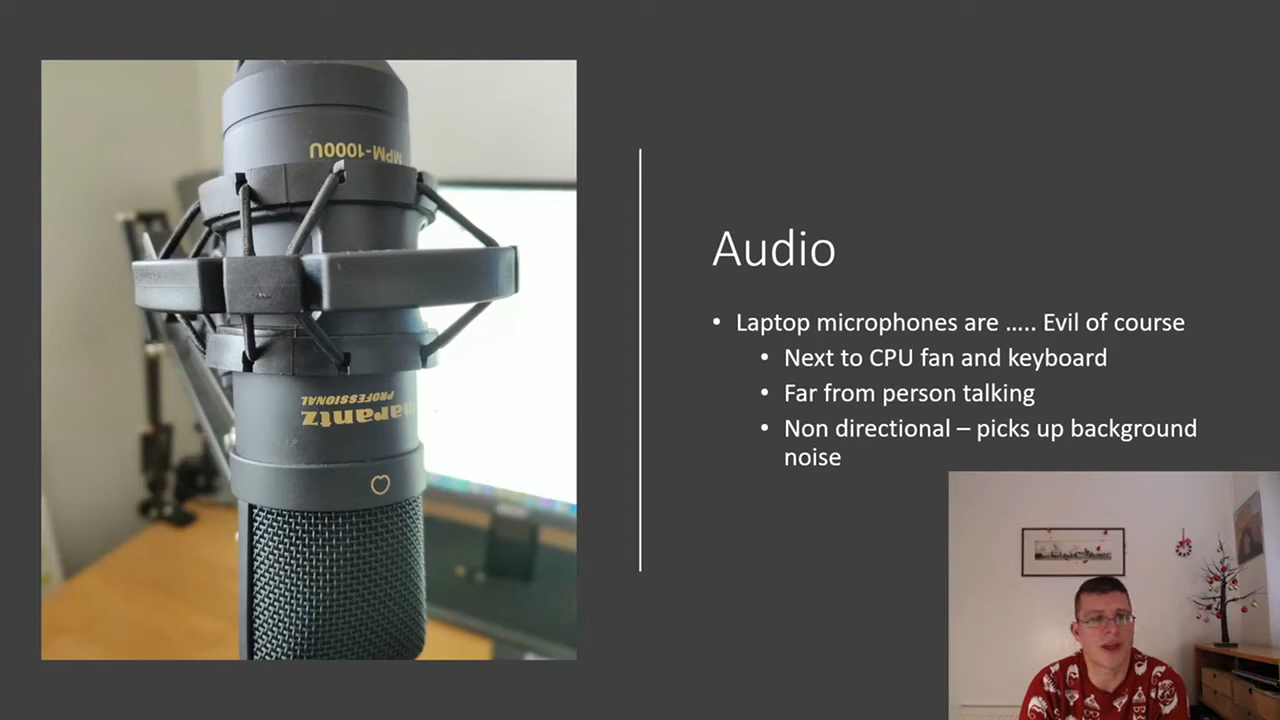 MPM-1000U
marantz
PROFESSIONAL
Audio
• Laptop microphones are ..... Evil of course
• Next to CPU fan and keyboard
• Far from person talking
• Non directional – picks up background
noise